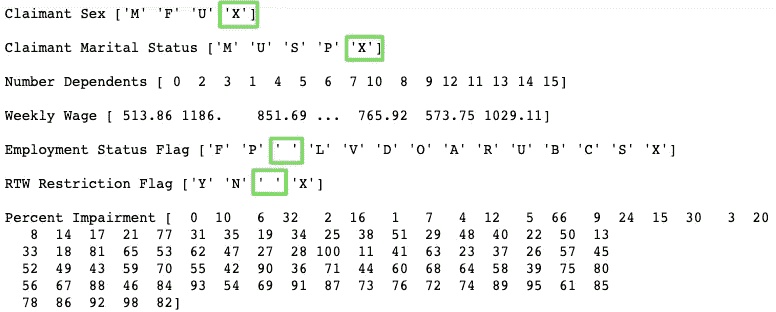 Claimant Sex ['M' 'F' 'U' 'X']
Claimant Marital Status ['M' 'U' 'S' 'P' 'X']
Number Dependents [ 0  2  3  1  4  5  6  7 10  8  9 12 11 13 14 15]
Weekly Wage [ 513.86 1186.    851.69 ...  765.92  573.75 1029.11]
Employment Status Flag ['F' 'P' ' ' 'L' 'V' 'D' 'O' 'A' 'R' 'U' 'B' 'C' 'S' 'X']
RTW Restriction Flag ['Y' 'N' ' ' 'X']
Percent Impairment [  0  10   6  32   2  16   1   7   4  12   5  66   9  24  15  30   3  20
   8  14  17  21  77  31  35  19  34  25  38  51  29  48  40  22  50  13
  33  18  81  65  53  62  47  27  28 100  11  41  63  23  37  26  57  45
  52  49  43  59  70  55  42  90  36  71  44  60  68  64  58  39  75  80
  56  67  88  46  84  93  54  69  91  87  73  76  72  74  89  95  61  85
  78  86  92  98  82]